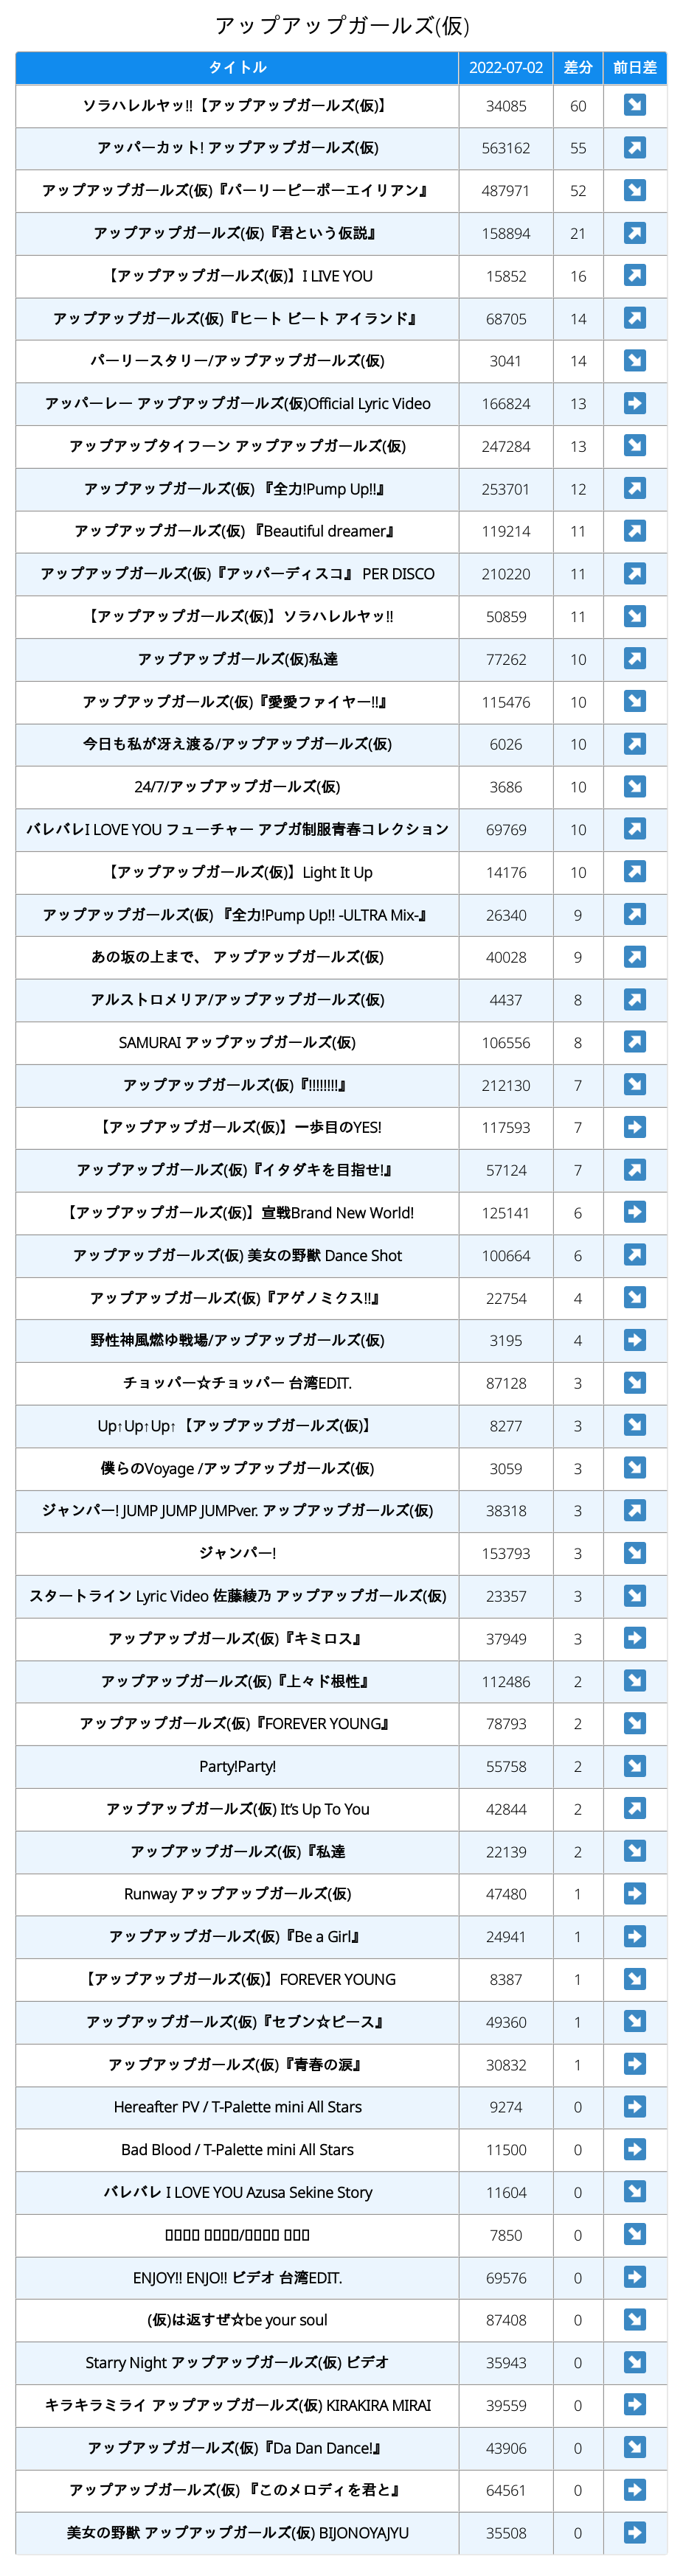 アップアップガールズ(仮)
タイトル 2022-07-02 差分 前日差
ソラハレルヤッ!!【アップアップガールズ(仮)】 34085 60 ↘
アッパーカット! アップアップガールズ(仮) 563162 55 ↗
アップアップガールズ(仮)『パーリーピーポーエイリアン』 487971 52 ↘
アップアップガールズ(仮)『君という仮説』 158894 21 ↗
【アップアップガールズ(仮)】I LIVE YOU 15852 16 ↗
アップアップガールズ(仮)『ヒート ビート アイランド』 68705 14 ↗
パーリースタリー/アップアップガールズ(仮) 3041 14 ↘
アッパーレー アップアップガールズ(仮)Official Lyric Video 166824 13 ➡
アップアップタイフーン アップアップガールズ(仮) 247284 13 ↘
アップアップガールズ(仮) 『全力!Pump Up!!』 253701 12 ↗
アップアップガールズ(仮) 『Beautiful dreamer』 119214 11 ↗
アップアップガールズ(仮)『アッパーディスコ』 PER DISCO 210220 11 ↗
【アップアップガールズ(仮)】ソラハレルヤッ!! 50859 11 ↘
アップアップガールズ(仮)私達 77262 10 ↗
アップアップガールズ(仮)『愛愛ファイヤー!!』 115476 10 ↘
今日も私が冴え渡る/アップアップガールズ(仮) 6026 10 ↗
24/7/アップアップガールズ(仮) 3686 10 ↘
バレバレI LOVE YOU フューチャー アプガ制服青春コレクション 69769 10 ↗
【アップアップガールズ(仮)】Light It Up 14176 10 ↗
アップアップガールズ(仮) 『全力!Pump Up!! -ULTRA Mix-』 26340 9 ↗
あの坂の上まで、 アップアップガールズ(仮) 40028 9 ↗
アルストロメリア/アップアップガールズ(仮) 4437 8 ↗
SAMURAI アップアップガールズ(仮) 106556 8 ↗
アップアップガールズ(仮)『!!!!!!!!』 212130 7 ↘
【アップアップガールズ(仮)】一歩目のYES! 117593 7 ➡
アップアップガールズ(仮)『イタダキを目指せ!』 57124 7 ↗
【アップアップガールズ(仮)】宣戦Brand New World! 125141 6 ➡
アップアップガールズ(仮) 美女の野獣 Dance Shot 100664 6 ↗
アップアップガールズ(仮)『アゲノミクス!!』 22754 4 ↘
野性神風燃ゆ戦場/アップアップガールズ(仮) 3195 4 ➡
チョッパー☆チョッパー 台湾EDIT. 87128 3 ↘
Up↑Up↑Up↑【アップアップガールズ(仮)】 8277 3 ↘
僕らのVoyage /アップアップガールズ(仮) 3059 3 ↘
ジャンパー! JUMP JUMP JUMPver. アップアップガールズ(仮) 38318 3 ↗
ジャンパー! 153793 3 ↘
スタートライン Lyric Video 佐藤綾乃 アップアップガールズ(仮) 23357 3 ↘
アップアップガールズ(仮)『キミロス』 37949 3 ➡
アップアップガールズ(仮)『上々ド根性』 112486 2 ↘
アップアップガールズ(仮)『FOREVER YOUNG』 78793 2 ↘
Party!Party! 55758 2 ↘
アップアップガールズ(仮) It’s Up To You 42844 2 ↗
アップアップガールズ(仮)『私達 22139 2 ↘
Runway アップアップガールズ(仮) 47480 1 ➡
アップアップガールズ(仮)『Be a Girl』 24941 1 ➡
【アップアップガールズ(仮)】FOREVER YOUNG 8387 1 ↘
アップアップガールズ(仮)『セブン☆ピース』 49360 1 ↘
アップアップガールズ(仮)『青春の涙』 30832 1 ➡
Hereafter PV / T-Palette mini All Stars 9274 0 ➡
Bad Blood / T-Palette mini All Stars 11500 0 ➡
バレバレ I LOVE YOU Azusa Sekine Story 11604 0 ↘
7850 0 ↘
ENJOY!! ENJO!! ビデオ 台湾EDIT. 69576 0 ➡
(仮)は返すぜ☆be your soul 87408 0 ↘
Starry Night アップアップガールズ(仮) ビデオ 35943 0 ↘
キラキラミライ アップアップガールズ(仮) KIRAKIRA MIRAI 39559 0 ➡
アップアップガールズ(仮)『Da Dan Dance!』 43906 0 ↘
アップアップガールズ(仮) 『このメロディを君と』 64561 0 ➡
美女の野獣 アップアップガールズ(仮) BIJONOYAJYU 35508 0 ➡